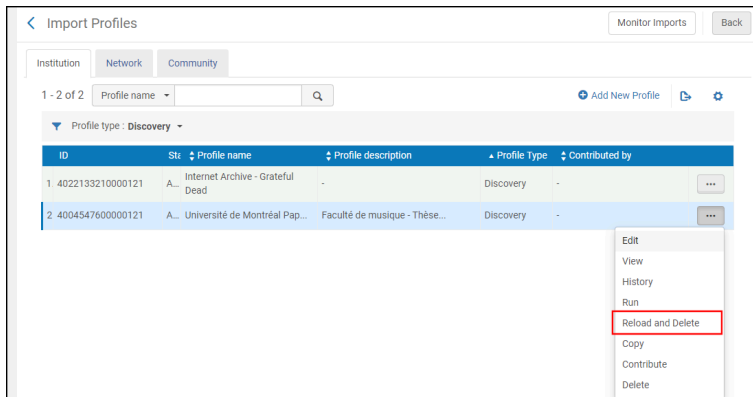 Import Profiles
Monitor Imports
Back
Institution
Network
Community
1 - 2 of 2
Profile name
Add New Profile
Profile type : Discovery
ID Sta Profile name Profile description Profile Type Contributed by
1 4022133210000121 A... Internet Archive - Grateful Dead - Discovery -
2 4004547600000121 A... Université de Montréal Pap... Faculté de musique - Thèse... Discovery -
Edit
View
History
Run
Reload and Delete
Copy
Contribute
Delete